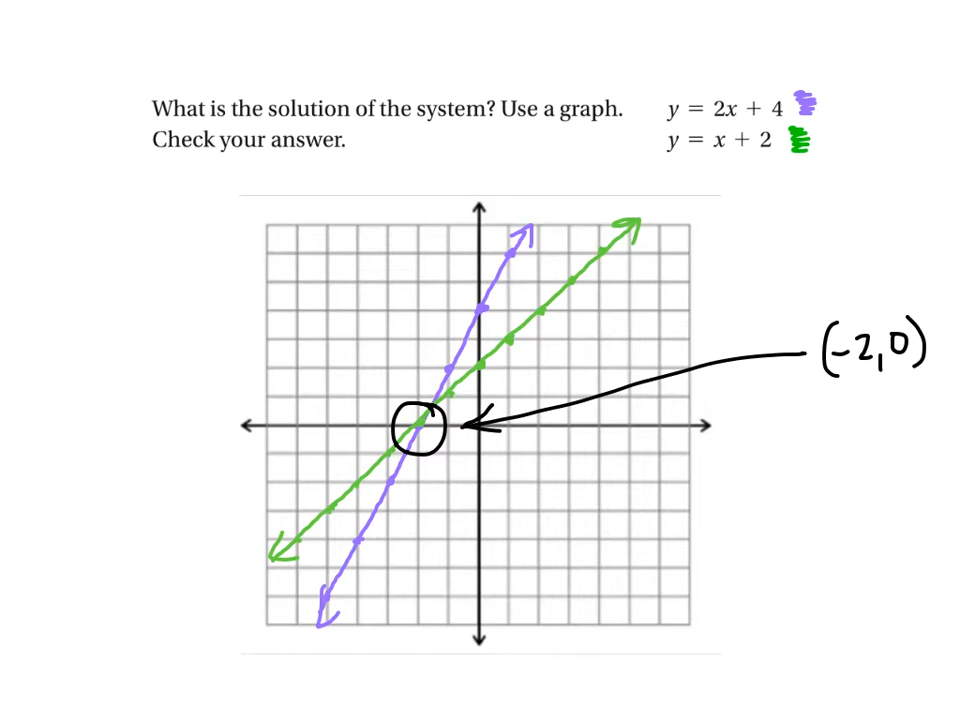 What is the solution of the system? Use a graph. y = 2x + 4
Check your answer. y = x + 2
(-2,0)